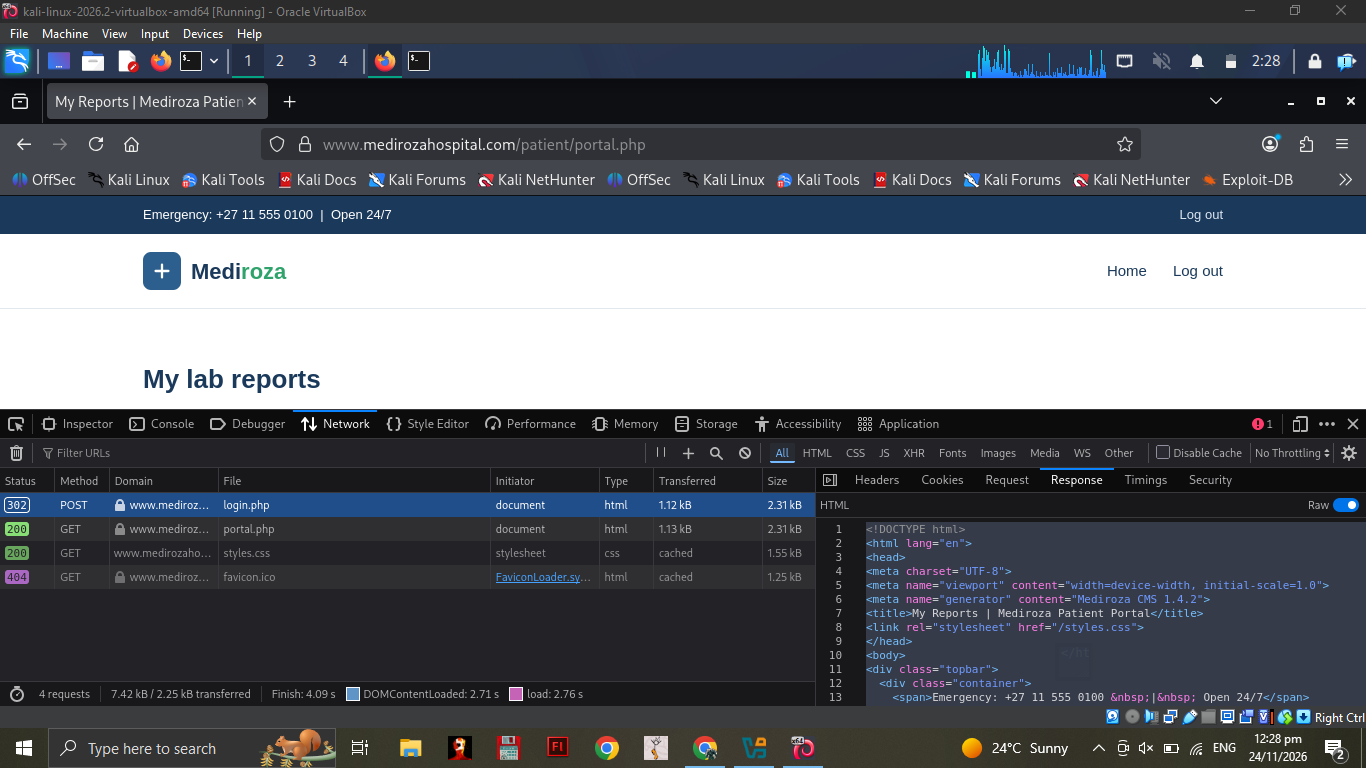 kali-linux-2026.2-virtualbox-amd64 [Running] - Oracle VirtualBox
File Machine View Input Devices Help
1 2 3 4 2:28
My Reports | Mediroza Patien
www.medirozahospital.com/patient/portal.php
OffSec Kali Linux Kali Tools Kali Docs Kali Forums Kali NetHunter OffSec Kali Linux Kali Tools Kali Docs Kali Forums Kali NetHunter Exploit-DB
Emergency: +27 11 555 0100 | Open 24/7 Log out
Mediroza Home Log out
My lab reports
Inspector Console Debugger Network Style Editor Performance Memory Storage Accessibility Application 1
Filter URLs All HTML CSS JS XHR Fonts Images Media WS Other Disable Cache No Throttling
Status Method Domain File Initiator Type Transferred Size Headers Cookies Request Response Timings Security
302 POST www.mediroz... login.php document html 1.12 kB 2.31 kB HTML Raw
200 GET www.mediroz... portal.php document html 1.13 kB 2.31 kB
200 GET www.medirozaho... styles.css stylesheet css cached 1.55 kB
404 GET www.mediroz... favicon.ico FaviconLoader.sy... html cached 1.25 kB
1 <!DOCTYPE html>
2 <html lang="en">
3 <head>
4 <meta charset="UTF-8">
5 <meta name="viewport" content="width=device-width, initial-scale=1.0">
6 <meta name="generator" content="Mediroza CMS 1.4.2">
7 <title>My Reports | Mediroza Patient Portal</title>
8 <link rel="stylesheet" href="/styles.css">
9 </head>
10 <body>
11 <div class="topbar">
12 <div class="container">
13 <span>Emergency: +27 11 555 0100 &nbsp;|&nbsp; Open 24/7</span>
</ht
4 requests 7.42 kB / 2.25 kB transferred Finish: 4.09 s DOMContentLoaded: 2.71 s load: 2.76 s
Right Ctrl
Type here to search 24°C Sunny ENG 12:28 pm
24/11/2026 2